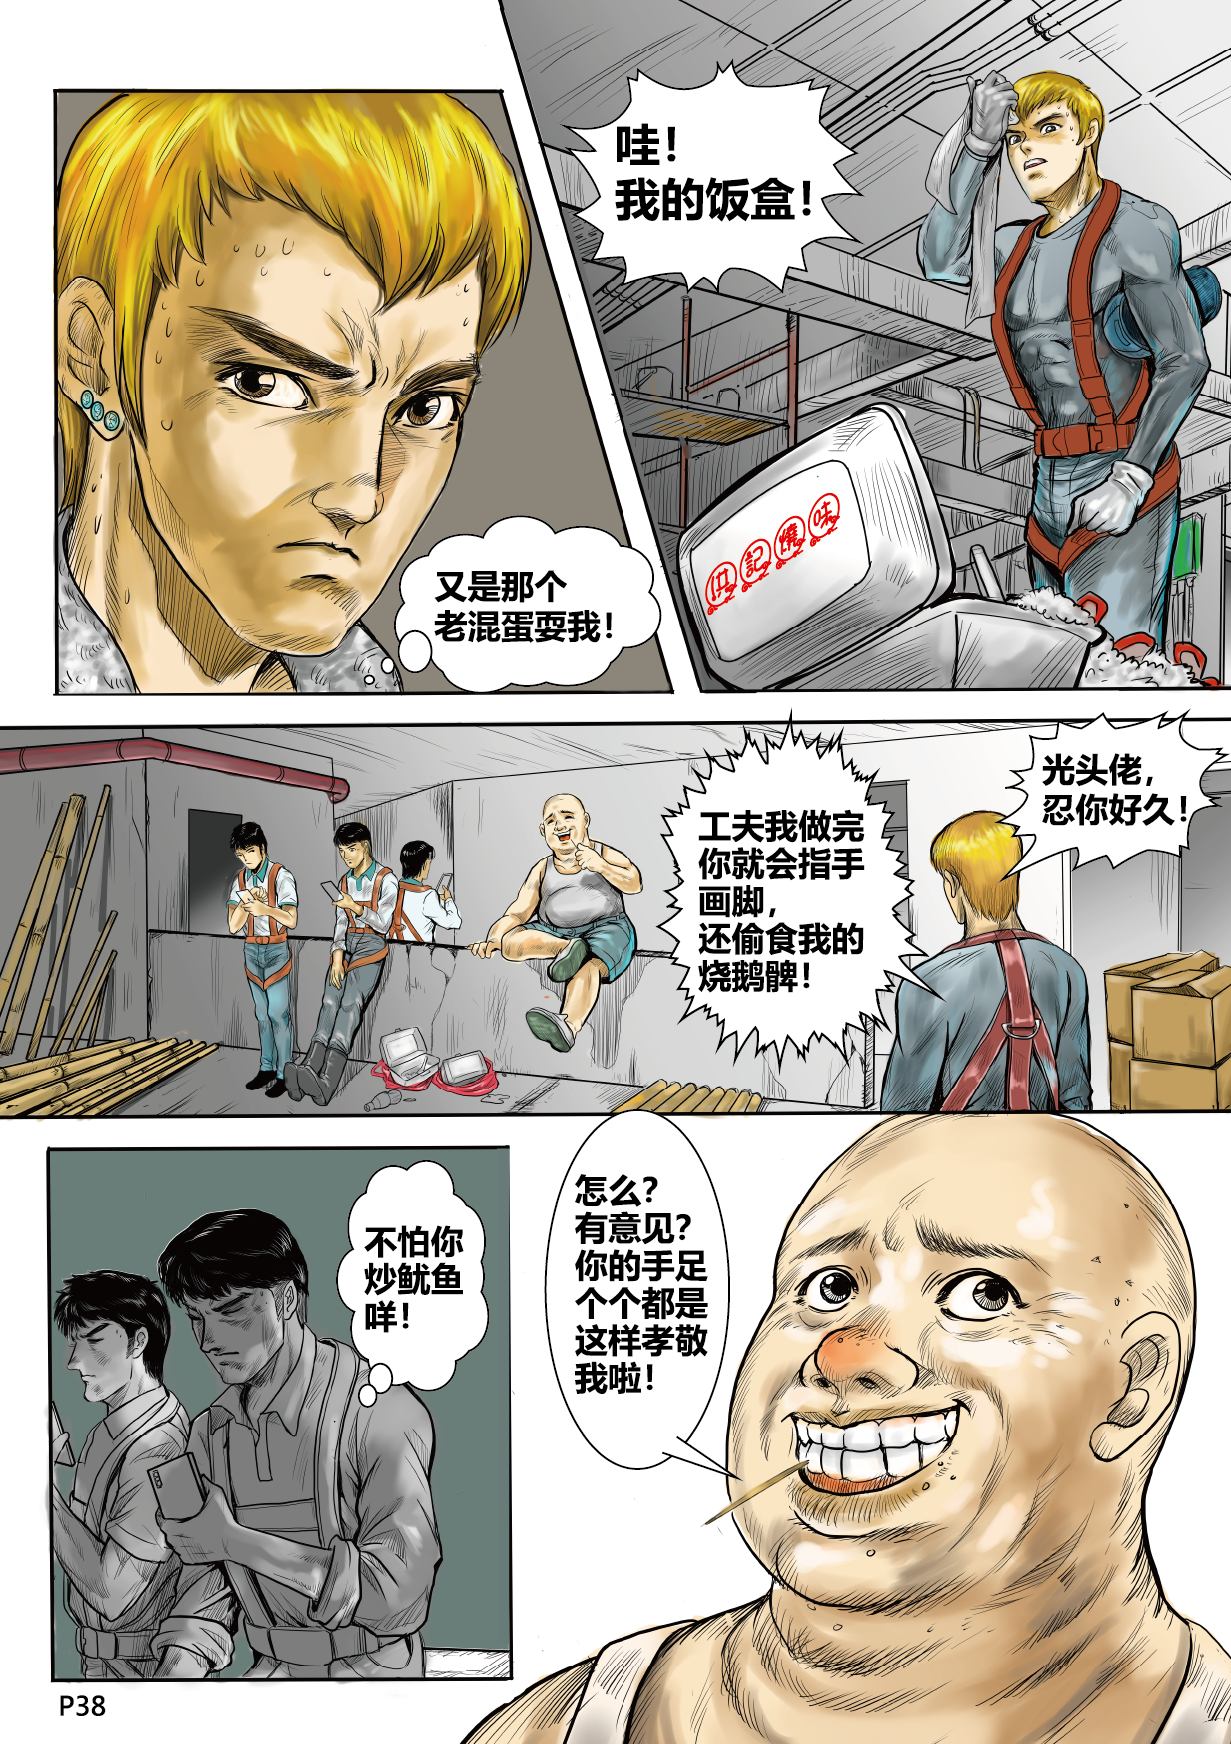 哇！
我的饭盒！
洪記燒味
又是那个
老混蛋耍我！
光头佬，
忍你好久！
工夫我做完
你就会指手
画脚，
还偷食我的
烧鹅髀！
不怕你
炒鱿鱼
咩！
怎么？
有意见？
你的手足
个个都是
这样孝敬
我啦！
P38